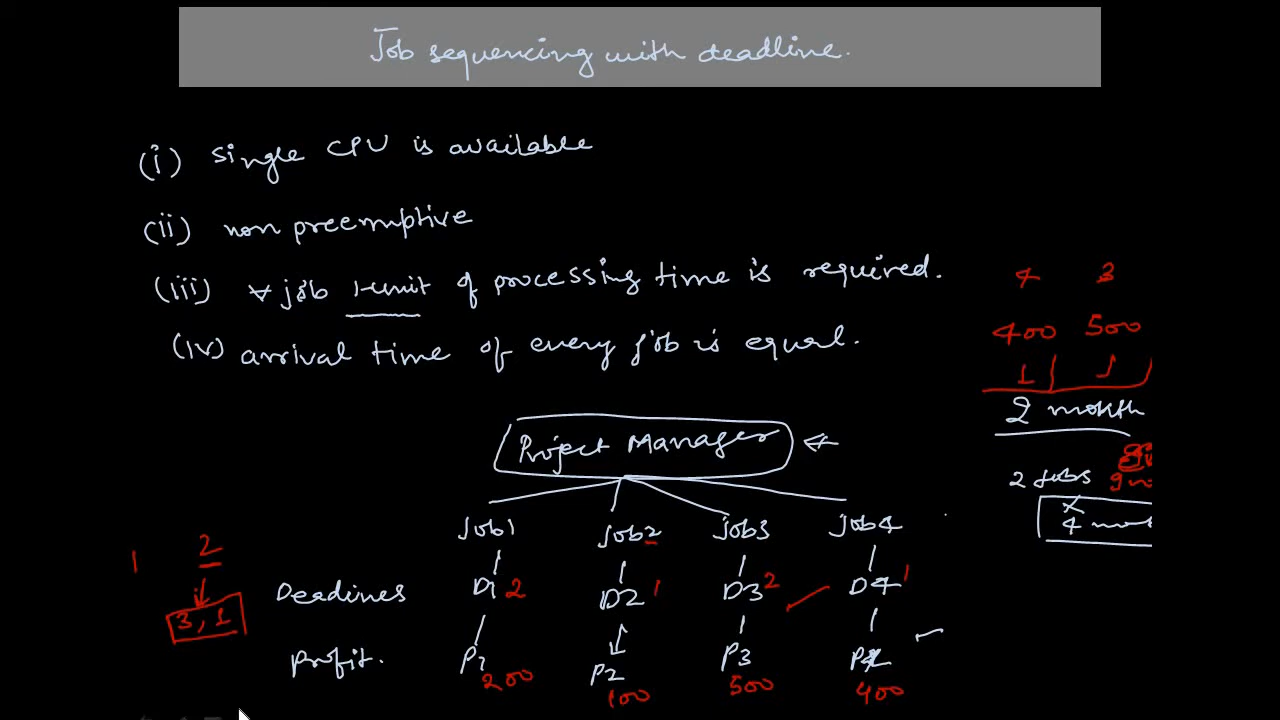 Job sequencing with deadline.
(i) single CPU is available
(ii) non preemptive
(iii) ∀ job 1-unit of processing time is required.
(iv) arrival time of every job is equal.
4 3
400 500
1 1
2 month
2 jobs
4
Project Manager
Job1 Job2 Job3 Job4
1 2
3, 1
Deadlines D1 2 D2 1 D3 2 D4 1
Profit. P1 P2 P3 P4
200 100 500 400